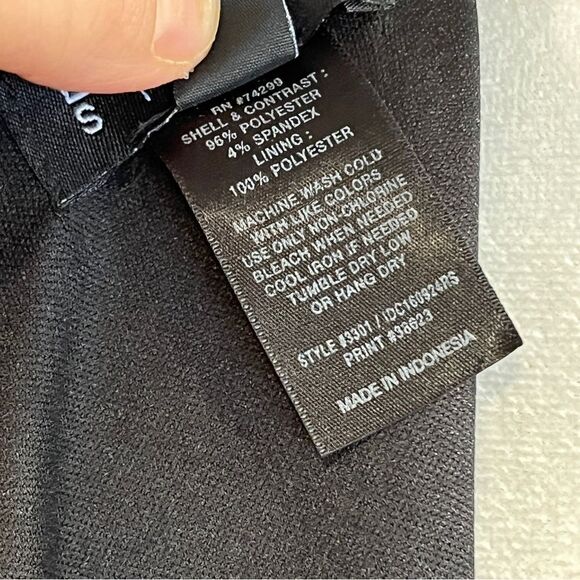 S
RN #74299
SHELL & CONTRAST :
96% POLYESTER
4% SPANDEX
LINING :
100% POLYESTER
MACHINE WASH COLD
WITH LIKE COLORS
USE ONLY NON-CHLORINE
BLEACH WHEN NEEDED
COOL IRON IF NEEDED
TUMBLE DRY LOW
OR HANG DRY
STYLE #3301 / IDC160924RS
PRINT #38623
MADE IN INDONESIA